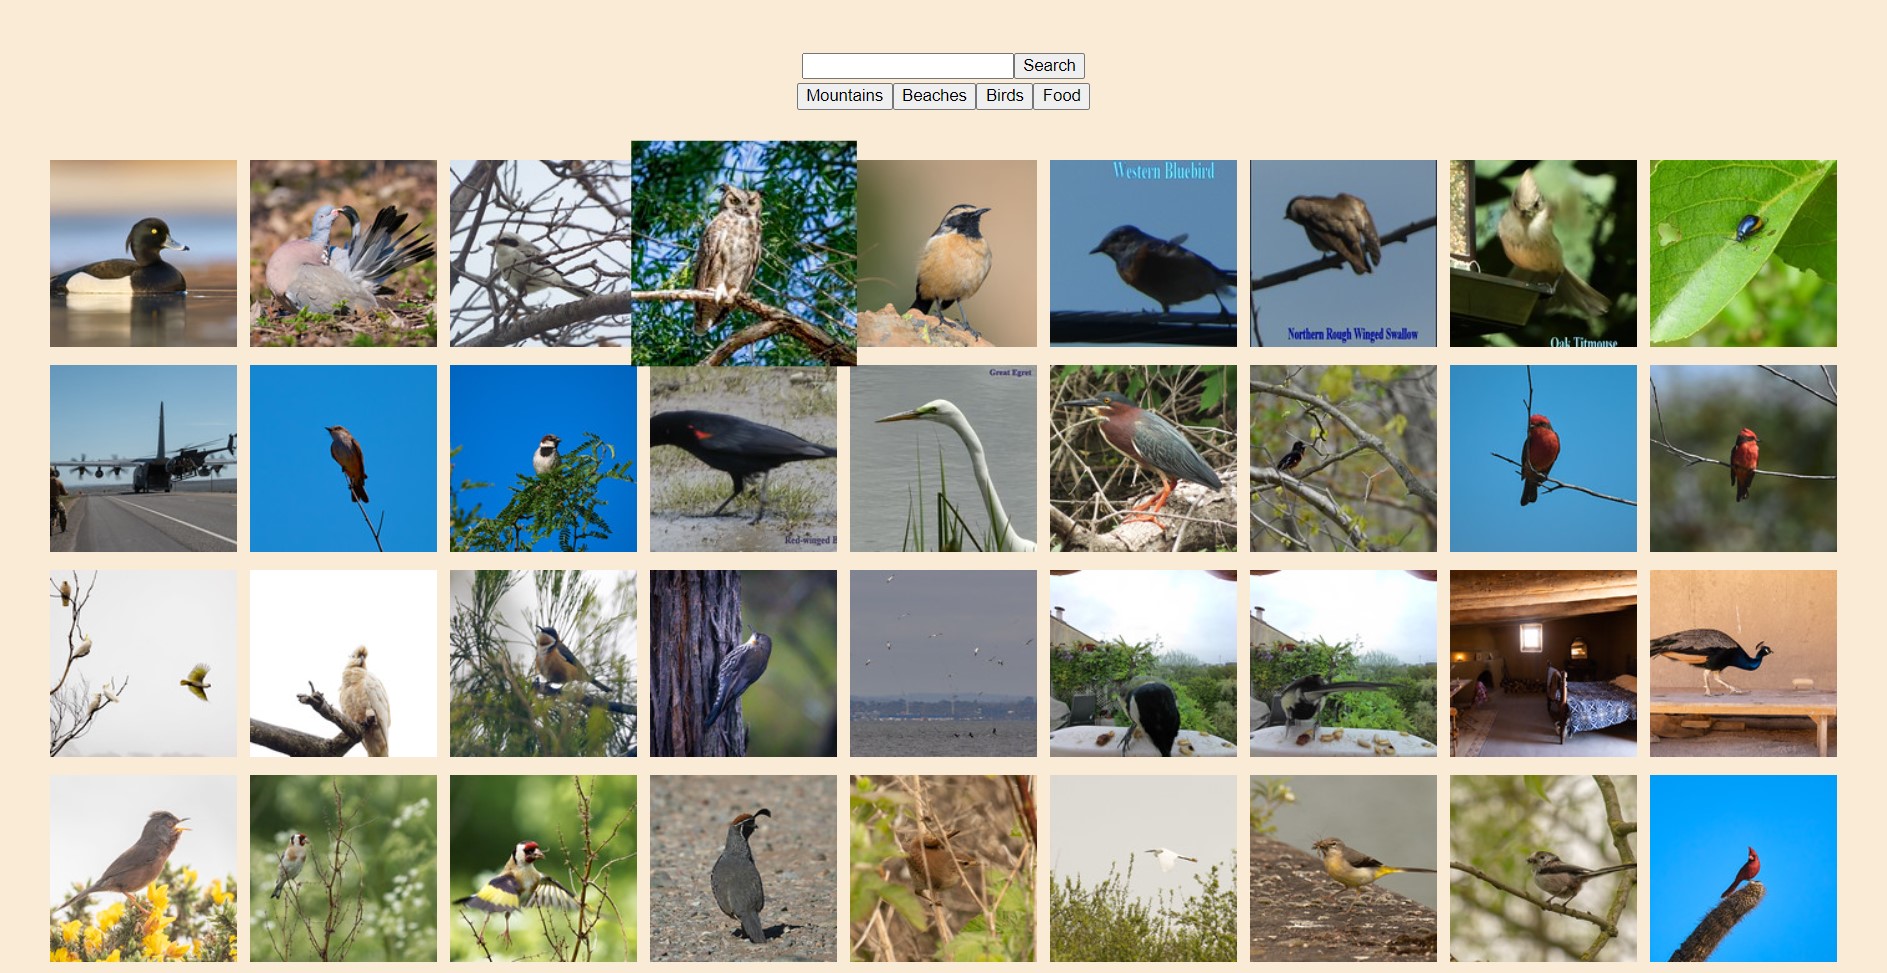 Search
Mountains Beaches Birds Food
Western Bluebird
Northern Rough Winged Swallow
Oak Titmouse
Great Egret
Red-winged B